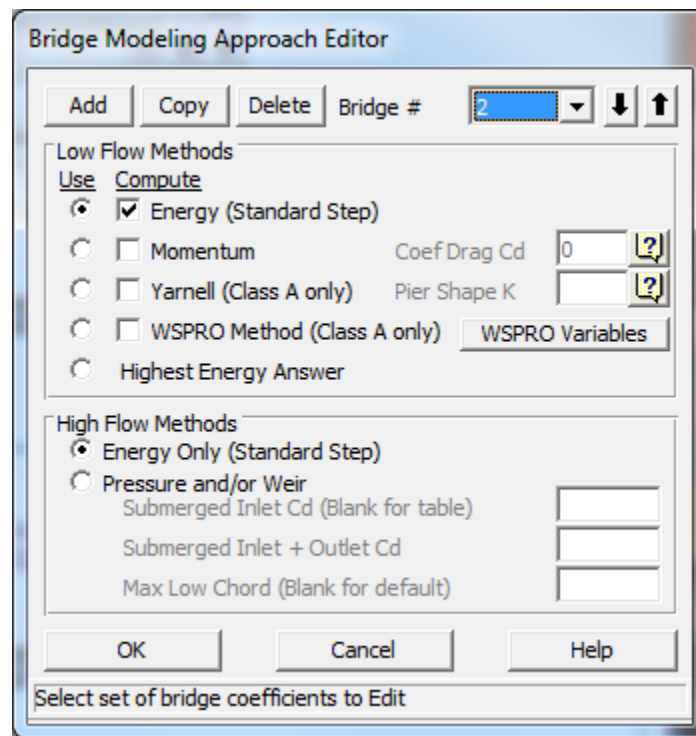 Bridge Modeling Approach Editor
Add Copy Delete Bridge # 2
Low Flow Methods
Use Compute
Energy (Standard Step)
Momentum Coef Drag Cd 0 ?
Yarnell (Class A only) Pier Shape K ?
WSPRO Method (Class A only) WSPRO Variables
Highest Energy Answer
High Flow Methods
Energy Only (Standard Step)
Pressure and/or Weir
Submerged Inlet Cd (Blank for table)
Submerged Inlet + Outlet Cd
Max Low Chord (Blank for default)
OK Cancel Help
Select set of bridge coefficients to Edit